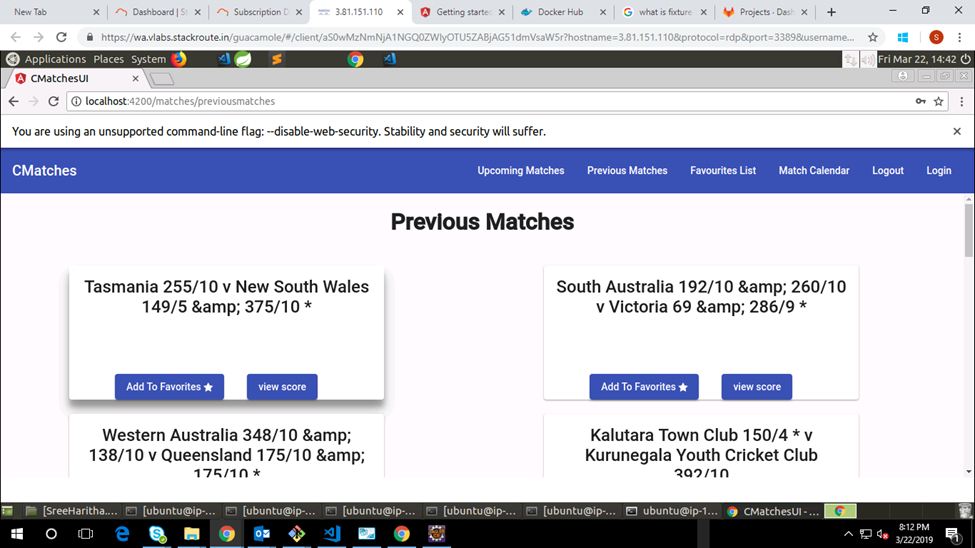 New Tab
Dashboard | St
Subscription D
3.81.151.110
Getting started
Docker Hub
what is fixture
Projects - Dash
https://wa.vlabs.stackroute.in/guacamole/#/client/aS0wMzNmNjA1NGQ0ZWIyOTU5ZABjAG51dmVsaW5r?hostname=3.81.151.110&protocol=rdp&port=3389&username...
S
Applications Places System
Fri Mar 22, 14:42
CMatchesUI
localhost:4200/matches/previousmatches
You are using an unsupported command-line flag: --disable-web-security. Stability and security will suffer.
CMatches
Upcoming Matches
Previous Matches
Favourites List
Match Calendar
Logout
Login
Previous Matches
Tasmania 255/10 v New South Wales
149/5 &amp; 375/10 *
Add To Favorites
view score
South Australia 192/10 &amp; 260/10
v Victoria 69 &amp; 286/9 *
Add To Favorites
view score
Western Australia 348/10 &amp;
138/10 v Queensland 175/10 &amp;
175/10 *
Kalutara Town Club 150/4 * v
Kurunegala Youth Cricket Club
392/10
[SreeHaritha....
[ubuntu@ip-...
[ubuntu@ip-...
[ubuntu@ip-...
[ubuntu@ip-...
[ubuntu@ip-...
ubuntu@ip-1...
CMatchesUI - ...
8:12 PM
3/22/2019
1